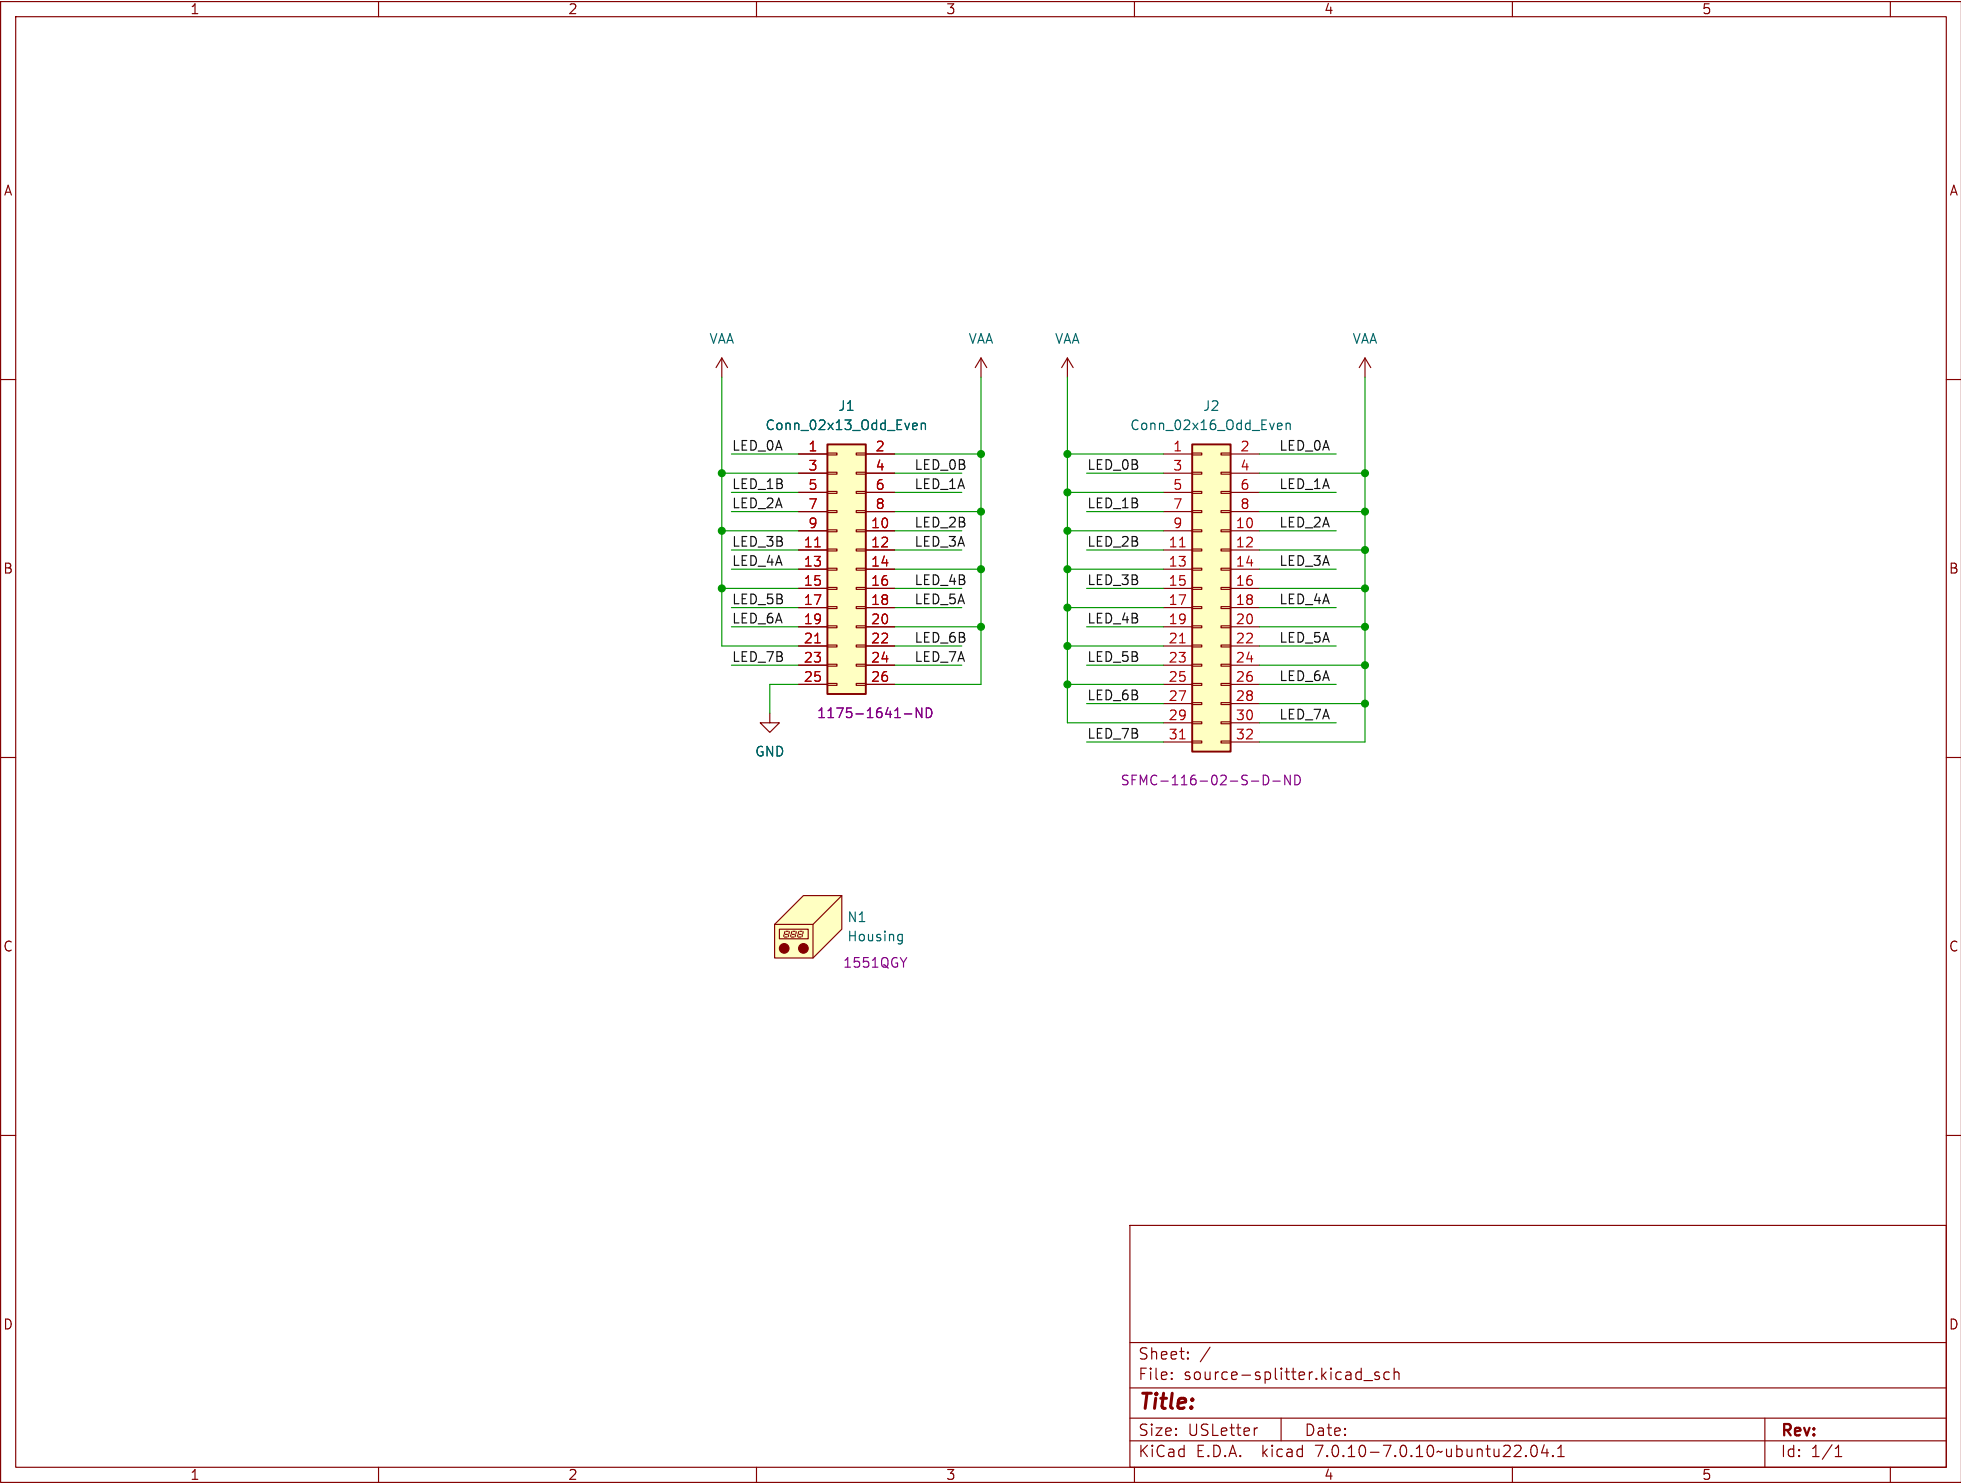 1 2 3 4 5
A A
VAA VAA VAA VAA
J1 J2
Conn_02x13_Odd_Even Conn_02x16_Odd_Even
LED_0A 1 2 1 2 LED_0A
3 4 LED_0B LED_0B 3 4
LED_1B 5 6 LED_1A 5 6 LED_1A
LED_2A 7 8 LED_1B 7 8
9 10 LED_2B 9 10 LED_2A
LED_3B 11 12 LED_3A LED_2B 11 12
B LED_4A 13 14 13 14 LED_3A B
15 16 LED_4B LED_3B 15 16
LED_5B 17 18 LED_5A 17 18 LED_4A
LED_6A 19 20 LED_4B 19 20
21 22 LED_6B 21 22 LED_5A
LED_7B 23 24 LED_7A LED_5B 23 24
25 26 25 26 LED_6A
LED_6B 27 28
1175-1641-ND 29 30 LED_7A
LED_7B 31 32
GND
SFMC-116-02-S-D-ND
888
N1
Housing
C C
1551QGY
D D
Sheet: /
File: source-splitter.kicad_sch
Title:
Size: USLetter Date: Rev:
KiCad E.D.A. kicad 7.0.10-7.0.10~ubuntu22.04.1 Id: 1/1
1 2 3 4 5